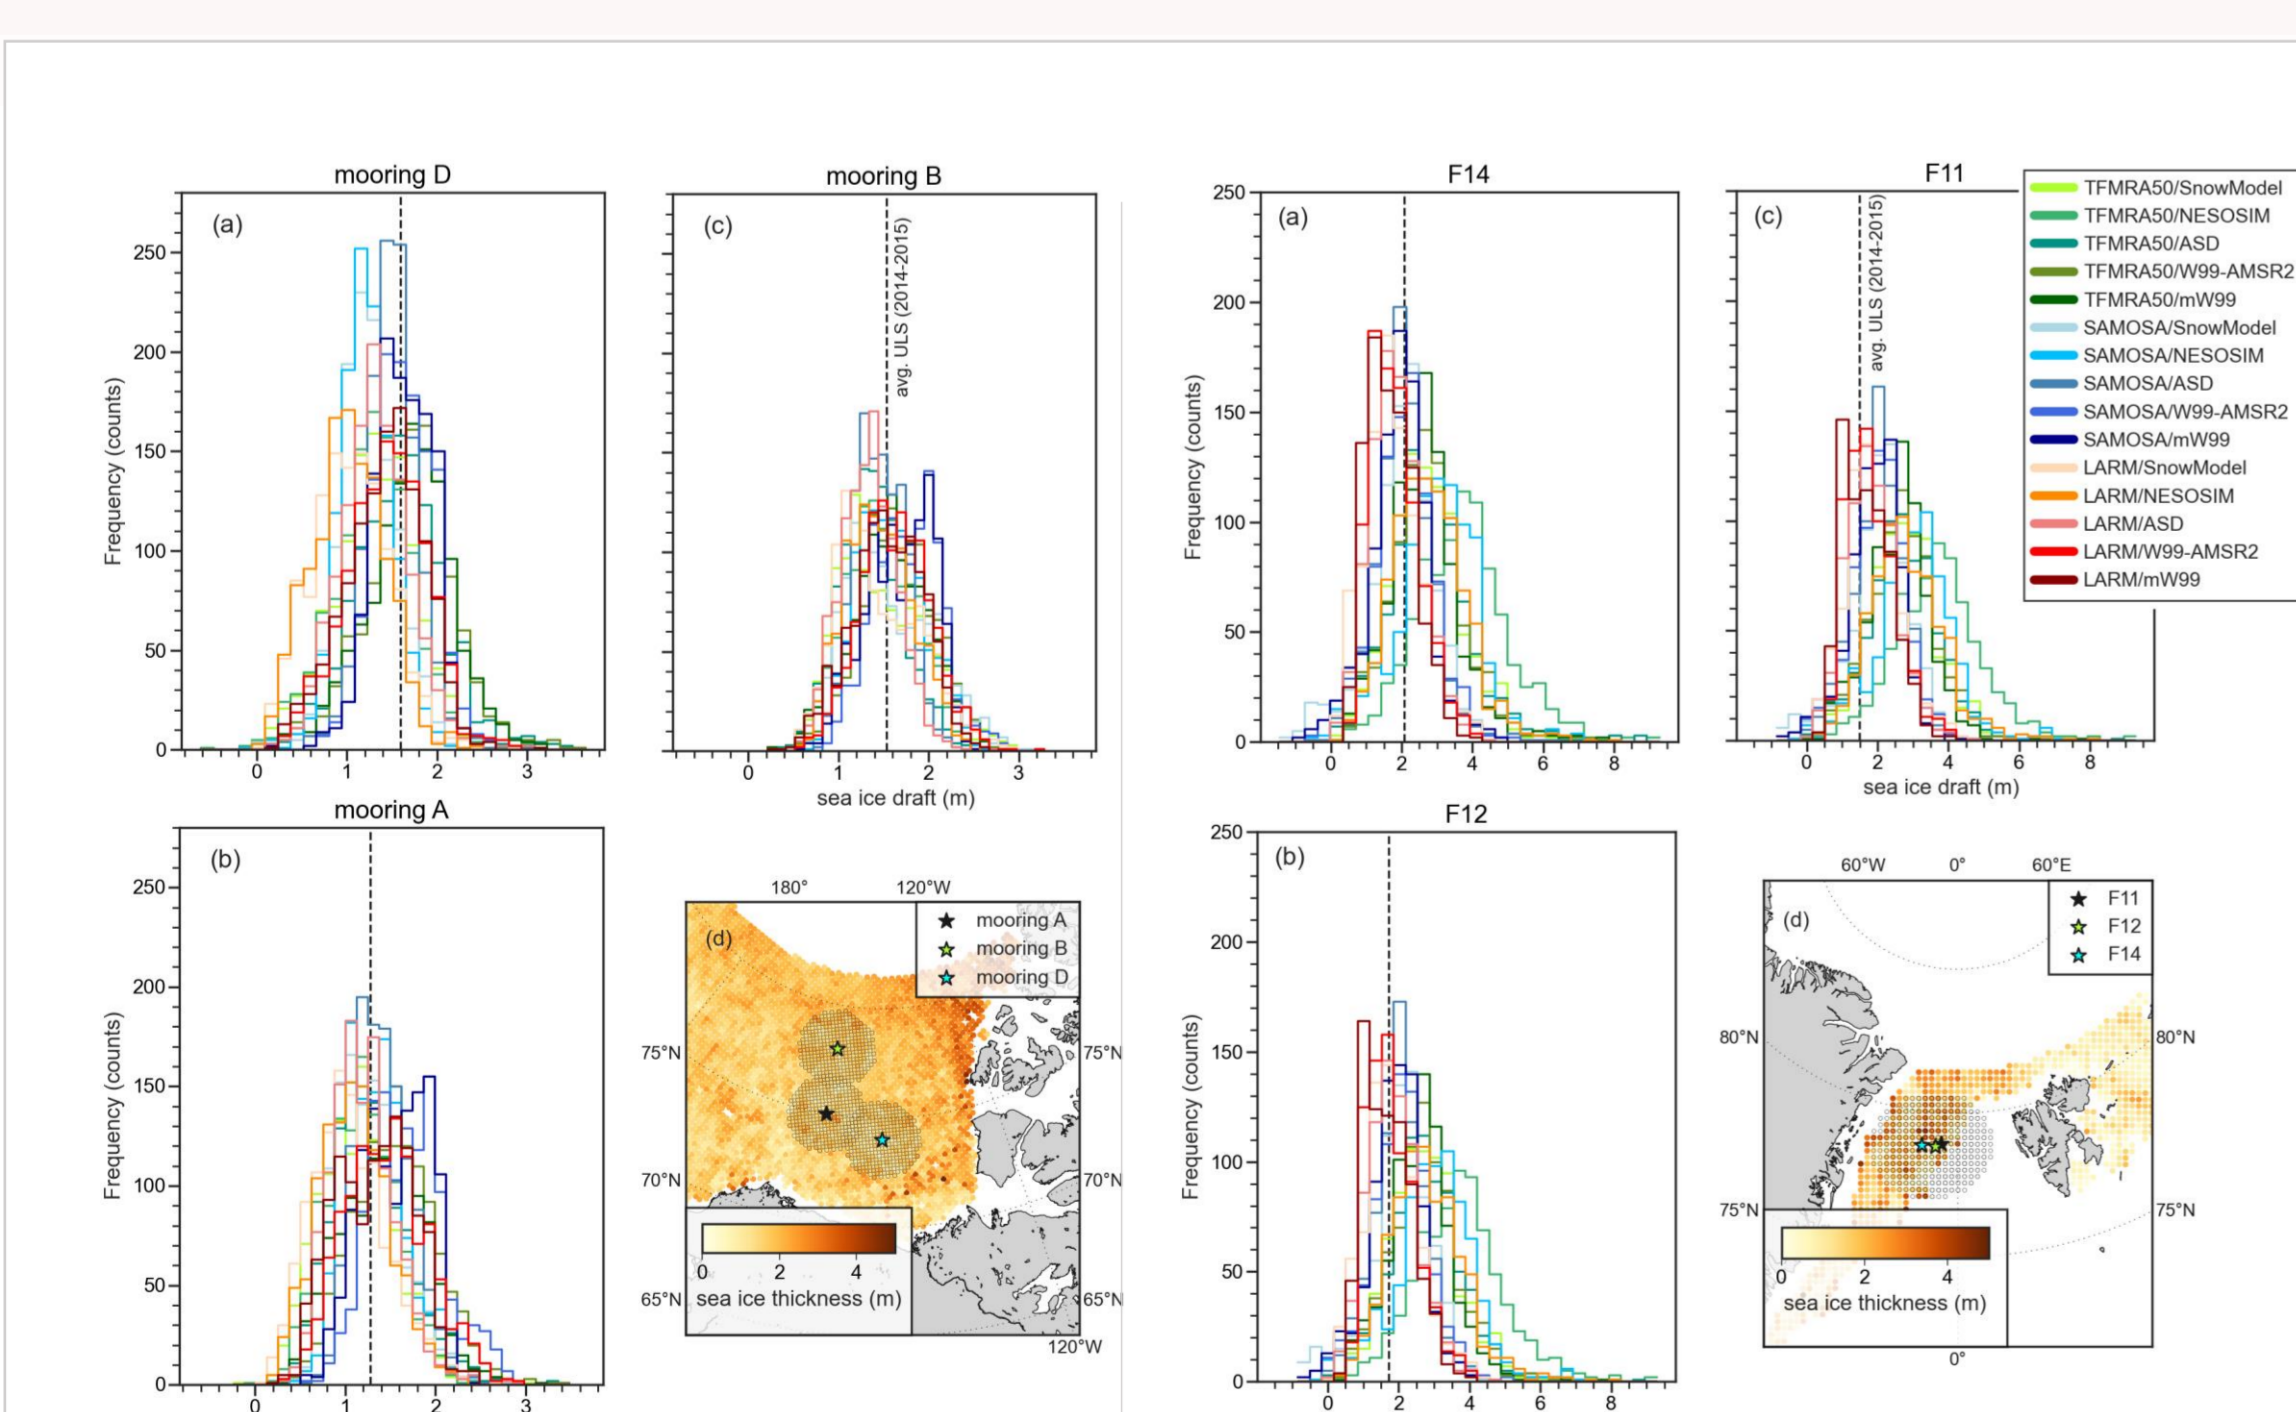 mooring D
(a)
250
200
150
100
50
0
Frequency (counts)
0 1 2 3
mooring B
(c)
avg. ULS (2014-2015)
0 1 2 3
sea ice draft (m)
mooring A
(b)
250
200
150
100
50
0
Frequency (counts)
0 1 2 3
180° 120°W
(d)
mooring A
mooring B
mooring D
75°N 75°N
70°N 70°N
65°N 65°N
120°W
0 2 4
sea ice thickness (m)
F14
(a)
250
200
150
100
50
0
Frequency (counts)
0 2 4 6 8
F11
(c)
avg. ULS (2014-2015)
0 2 4 6 8
sea ice draft (m)
TFMRA50/SnowModel
TFMRA50/NESOSIM
TFMRA50/ASD
TFMRA50/W99-AMSR2
TFMRA50/mW99
SAMOSA/SnowModel
SAMOSA/NESOSIM
SAMOSA/ASD
SAMOSA/W99-AMSR2
SAMOSA/mW99
LARM/SnowModel
LARM/NESOSIM
LARM/ASD
LARM/W99-AMSR2
LARM/mW99
F12
(b)
250
200
150
100
50
0
Frequency (counts)
0 2 4 6 8
60°W 0° 60°E
(d)
F11
F12
F14
80°N 80°N
75°N 75°N
0 2 4
sea ice thickness (m)
0°